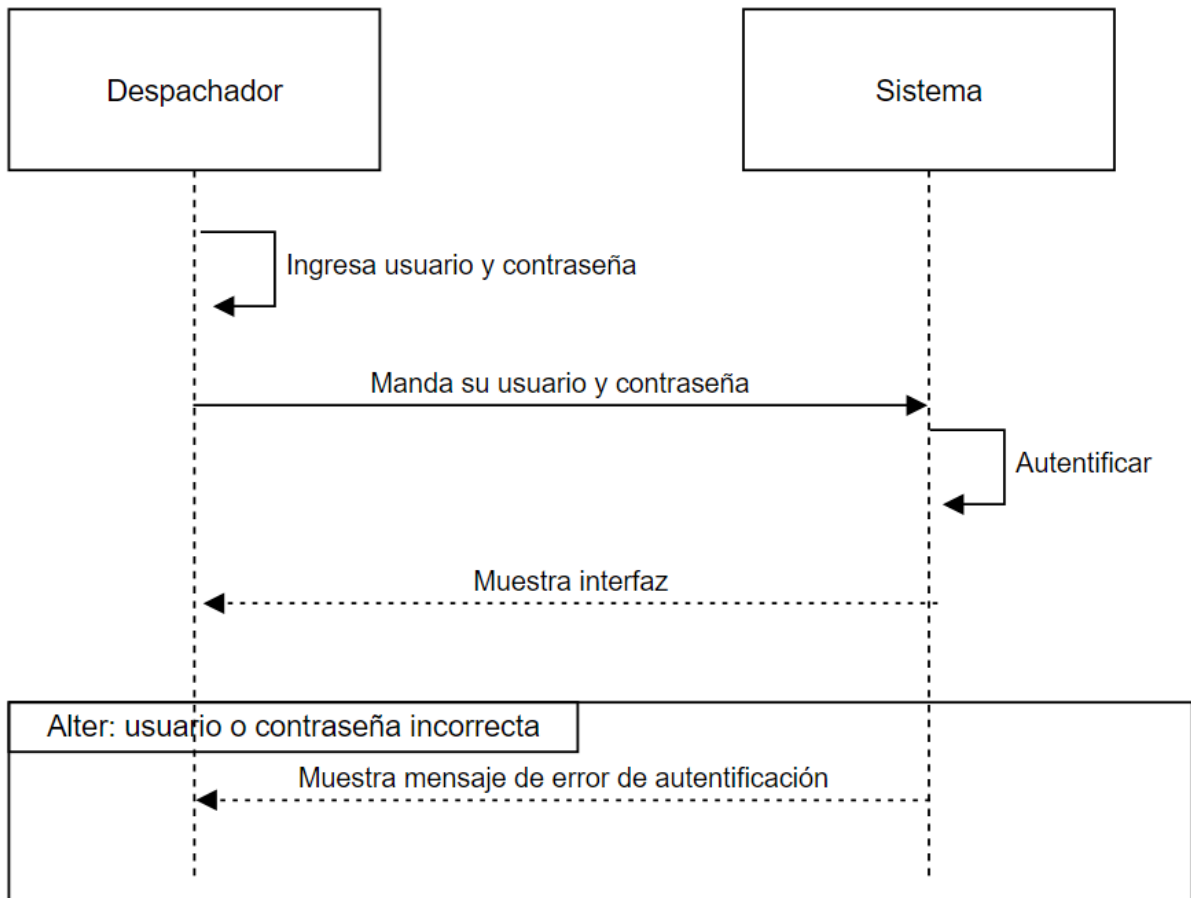 Despachador
Sistema
Ingresa usuario y contraseña
Manda su usuario y contraseña
Autentificar
Muestra interfaz
Alter: usuario o contraseña incorrecta
Muestra mensaje de error de autentificación